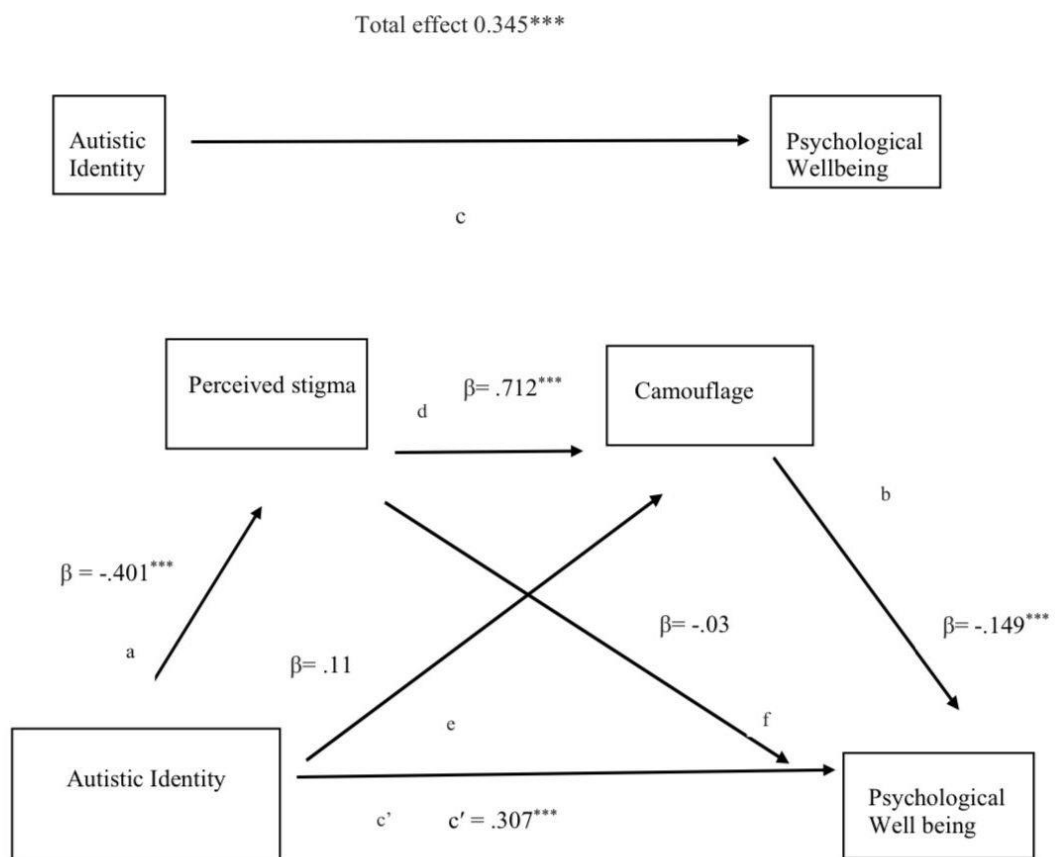 Total effect 0.345***
Autistic
Identity
Psychological
Wellbeing
c
Perceived stigma
β= .712***
d
Camouflage
b
β = -.401***
a
β= .11
β= -.03
β= -.149***
e
f
Autistic Identity
c’
c′ = .307***
Psychological
Well being